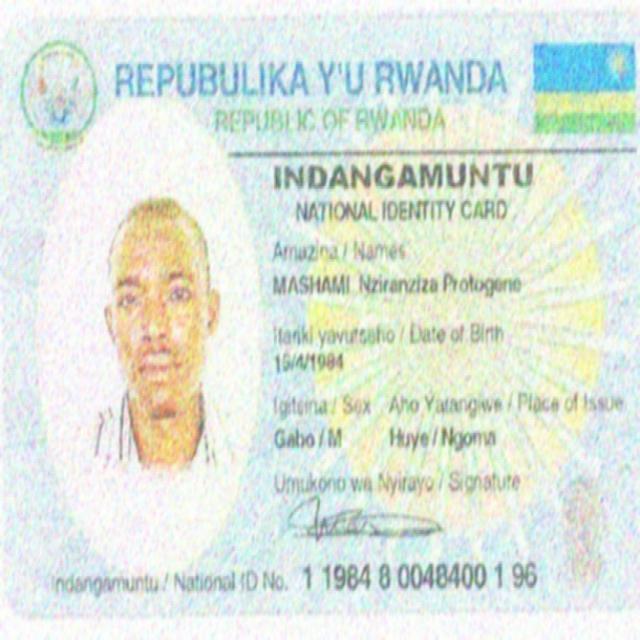 REPUBULIKA Y'U RWANDA
REPUBLIC OF RWANDA
INDANGAMUNTU
NATIONAL IDENTITY CARD
Amazina / Names
MASHAMI Nziranziza Protogene
Itariki yavutseho / Date of Birth
15/4/1984
Igitsina / Sex Aho Yatangiwe / Place of Issue
Gabo / M Huye / Ngoma
Umukono wa Nyirayo / Signature
Indangamuntu / National ID No. 1 1984 8 0048400 1 96